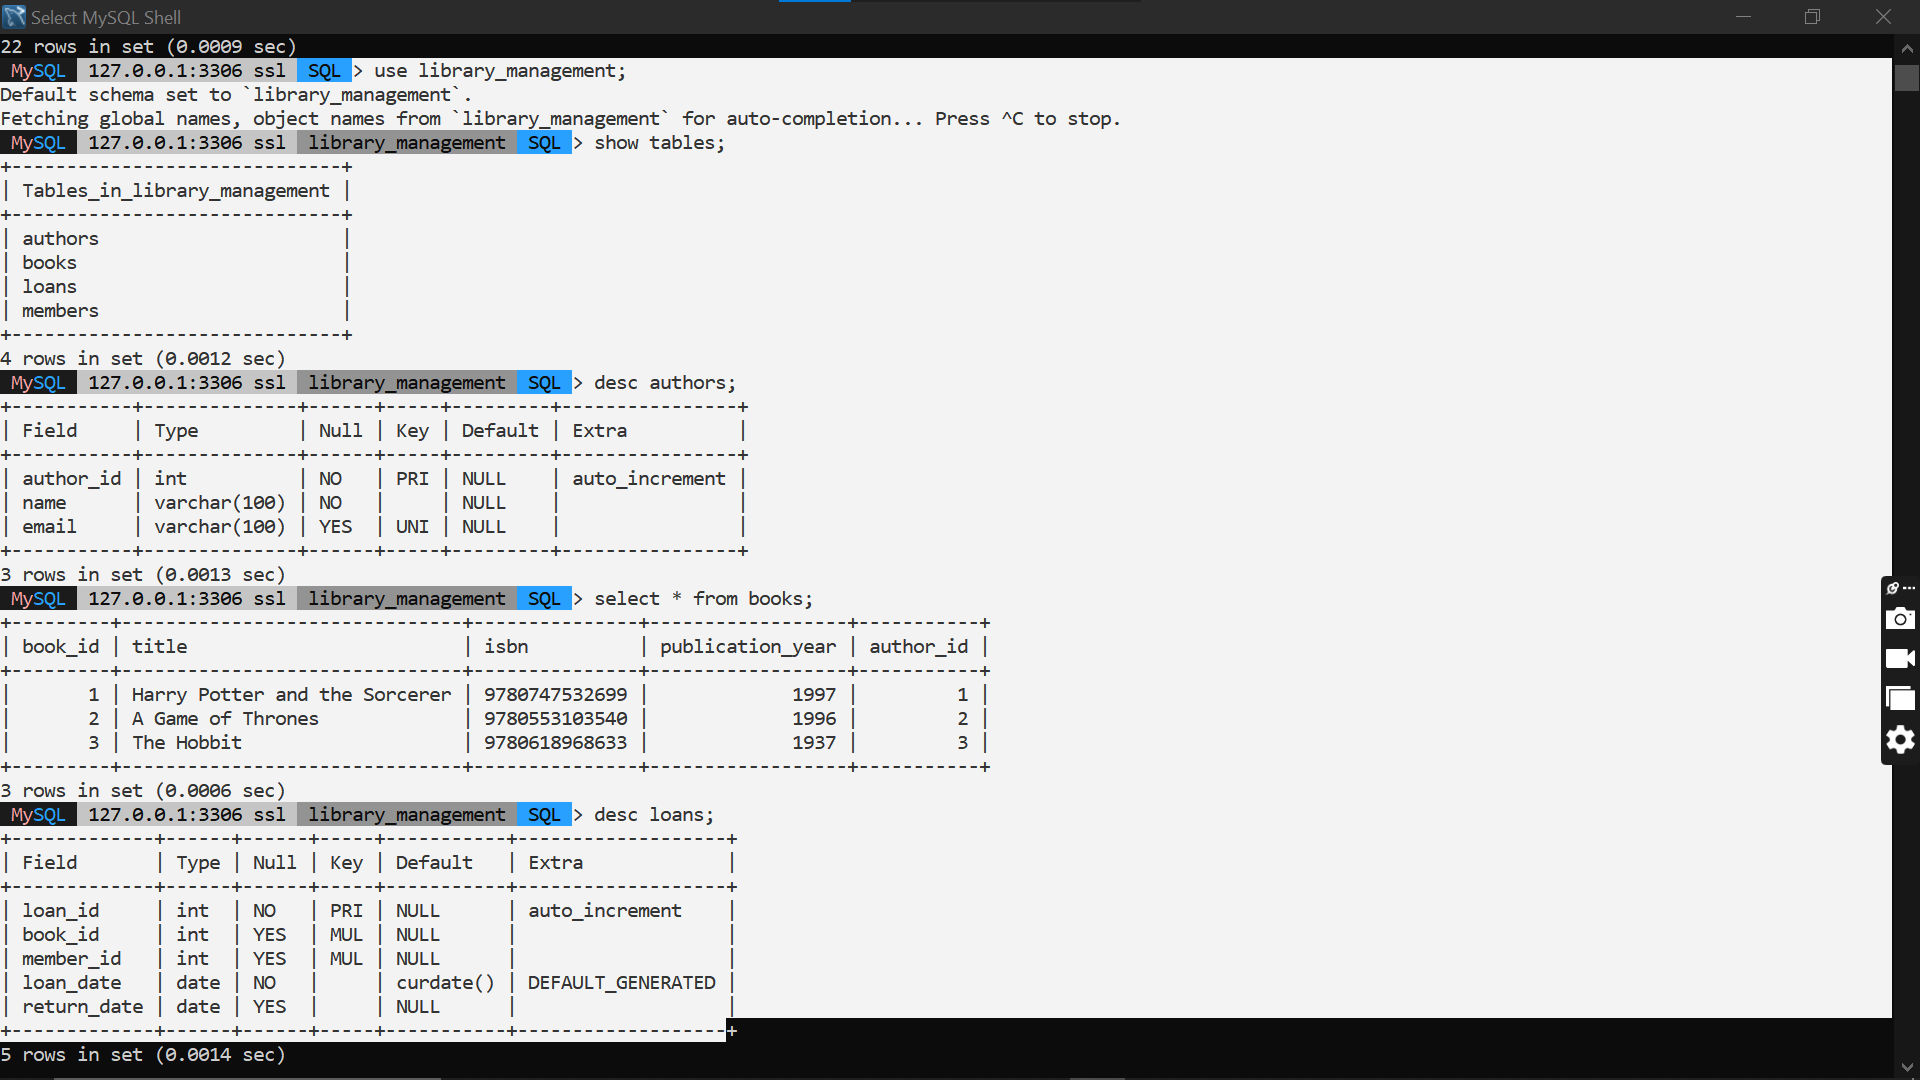 Select MySQL Shell
22 rows in set (0.0009 sec)
MySQL 127.0.0.1:3306 ssl SQL > use library_management;
Default schema set to `library_management`.
Fetching global names, object names from `library_management` for auto-completion... Press ^C to stop.
MySQL 127.0.0.1:3306 ssl library_management SQL > show tables;
+------------------------------+
| Tables_in_library_management |
+------------------------------+
| authors                      |
| books                        |
| loans                        |
| members                      |
+------------------------------+
4 rows in set (0.0012 sec)
MySQL 127.0.0.1:3306 ssl library_management SQL > desc authors;
+-----------+--------------+------+-----+---------+----------------+
| Field     | Type         | Null | Key | Default | Extra          |
+-----------+--------------+------+-----+---------+----------------+
| author_id | int          | NO   | PRI | NULL    | auto_increment |
| name      | varchar(100) | NO   |     | NULL    |                |
| email     | varchar(100) | YES  | UNI | NULL    |                |
+-----------+--------------+------+-----+---------+----------------+
3 rows in set (0.0013 sec)
MySQL 127.0.0.1:3306 ssl library_management SQL > select * from books;
+---------+-------------------------------+---------------+------------------+-----------+
| book_id | title                         | isbn          | publication_year | author_id |
+---------+-------------------------------+---------------+------------------+-----------+
|       1 | Harry Potter and the Sorcerer | 9780747532699 |             1997 |         1 |
|       2 | A Game of Thrones             | 9780553103540 |             1996 |         2 |
|       3 | The Hobbit                    | 9780618968633 |             1937 |         3 |
+---------+-------------------------------+---------------+------------------+-----------+
3 rows in set (0.0006 sec)
MySQL 127.0.0.1:3306 ssl library_management SQL > desc loans;
+-------------+------+------+-----+-----------+-------------------+
| Field       | Type | Null | Key | Default   | Extra             |
+-------------+------+------+-----+-----------+-------------------+
| loan_id     | int  | NO   | PRI | NULL      | auto_increment    |
| book_id     | int  | YES  | MUL | NULL      |                   |
| member_id   | int  | YES  | MUL | NULL      |                   |
| loan_date   | date | NO   |     | curdate() | DEFAULT_GENERATED |
| return_date | date | YES  |     | NULL      |                   |
+-------------+------+------+-----+-----------+-------------------+
5 rows in set (0.0014 sec)